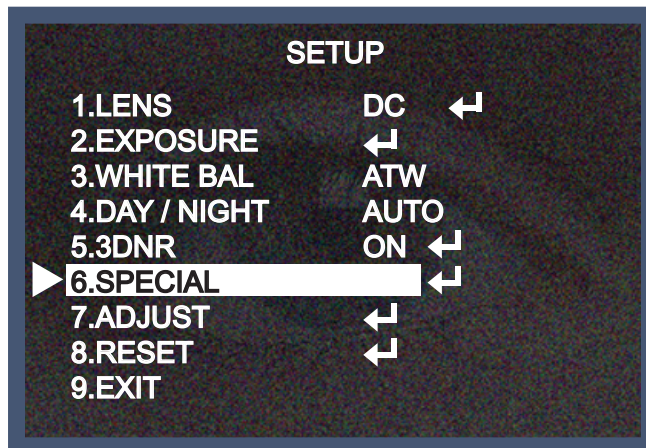 SETUP
1.LENS DC ↵
2.EXPOSURE ↵
3.WHITE BAL ATW
4.DAY / NIGHT AUTO
5.3DNR ON ↵
6.SPECIAL ↵
7.ADJUST ↵
8.RESET ↵
9.EXIT